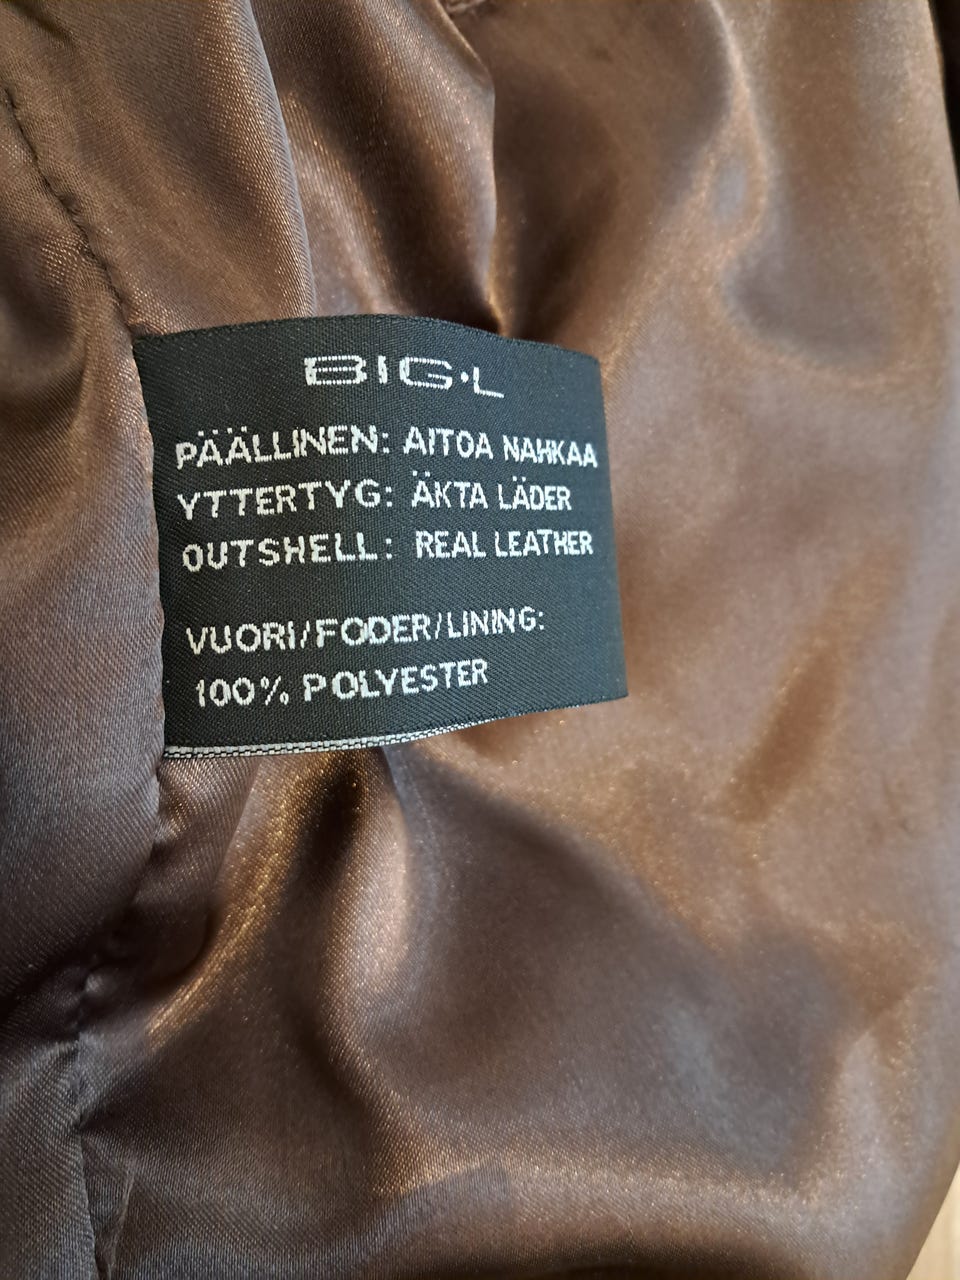 BIG·L
PÄÄLLINEN: AITOA NAHKAA
YTTERTYG: ÄKTA LÄDER
OUTSHELL: REAL LEATHER
VUORI/FODER/LINING:
100% POLYESTER